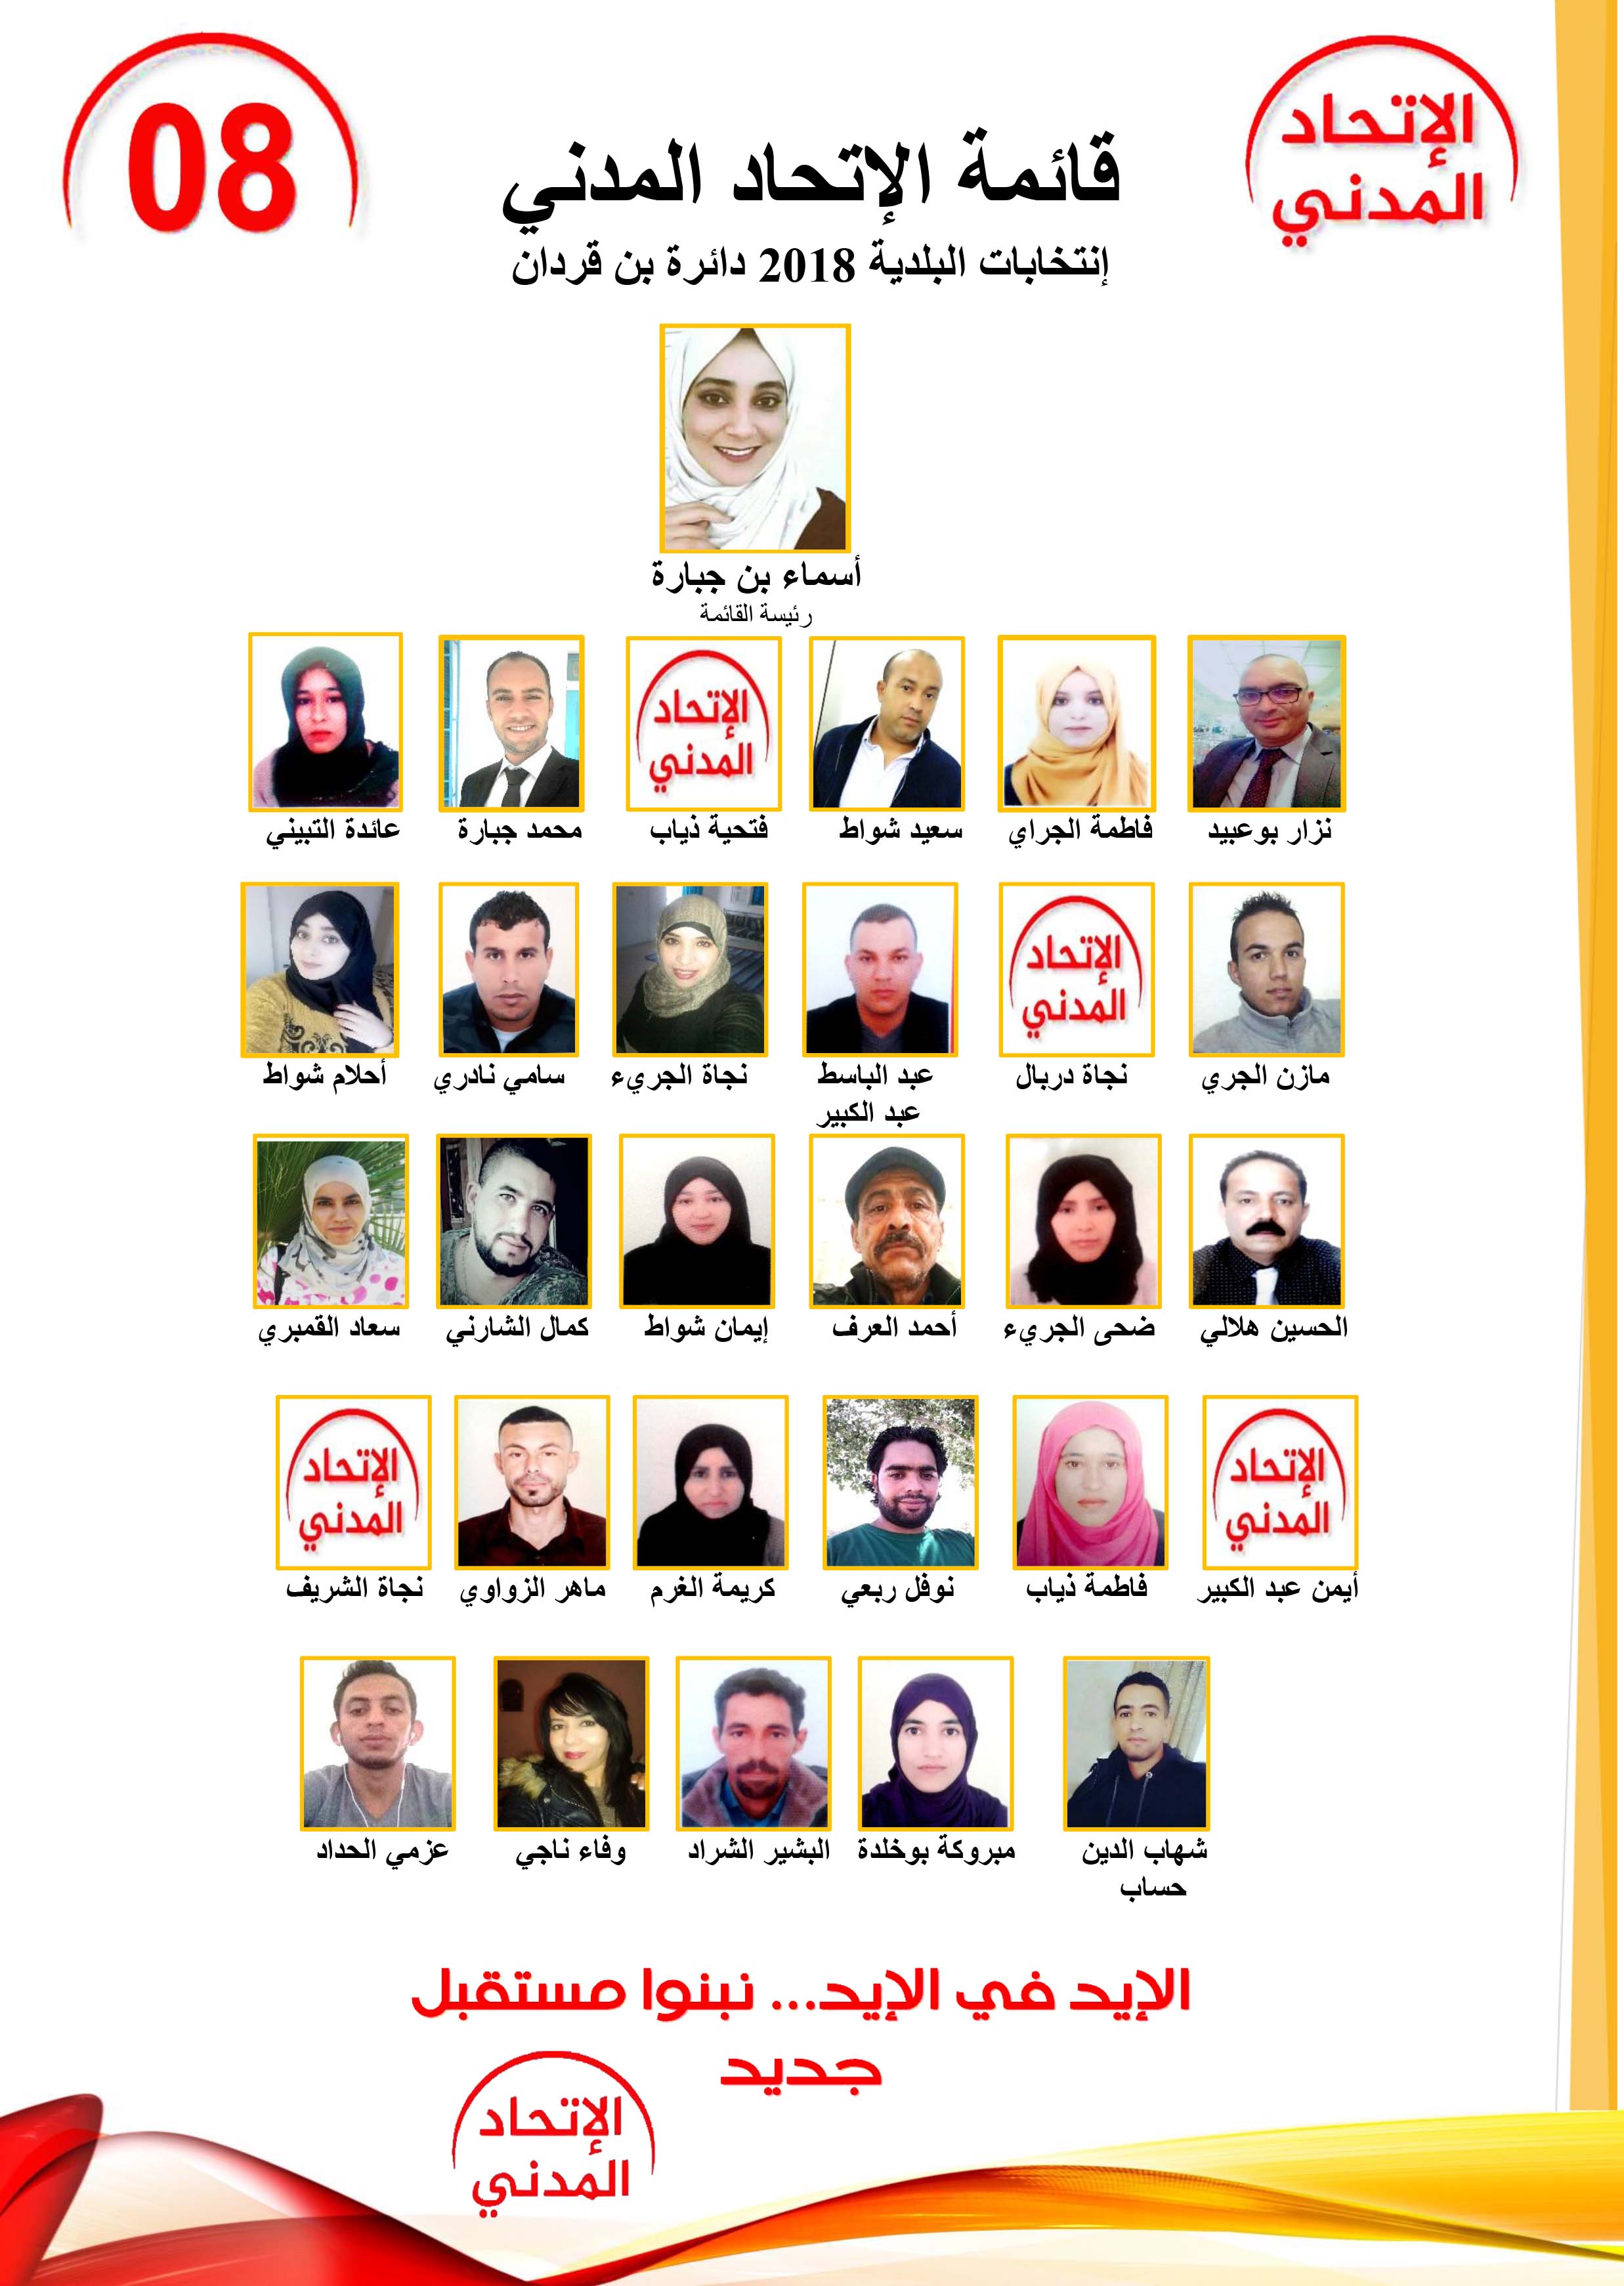 08
قائمة الإتحاد المدني
الإتحاد
المدني
إنتخابات البلدية 2018 دائرة بن قردان
أسماء بن جبارة
رئيسة القائمة
الإتحاد
المدني
نزار بوعبيد
فاطمة الجراي
سعيد شواط
فتحية ذياب
محمد جبارة
عائدة التبيني
الإتحاد
المدني
مازن الجري
نجاة دربال
عبد الباسط
عبد الكبير
نجاة الجريء
سامي نادري
أحلام شواط
الحسين هلالي
ضحى الجريء
أحمد العرف
إيمان شواط
كمال الشارني
سعاد القمبري
الإتحاد
المدني
الإتحاد
المدني
أيمن عبد الكبير
فاطمة ذياب
نوفل ربعي
كريمة الغرم
ماهر الزواوي
نجاة الشريف
شهاب الدين
حساب
مبروكة بوخلدة
البشير الشراد
وفاء ناجي
عزمي الحداد
الإيد في الإيد... نبنوا مستقبل
جديد
الإتحاد
المدني